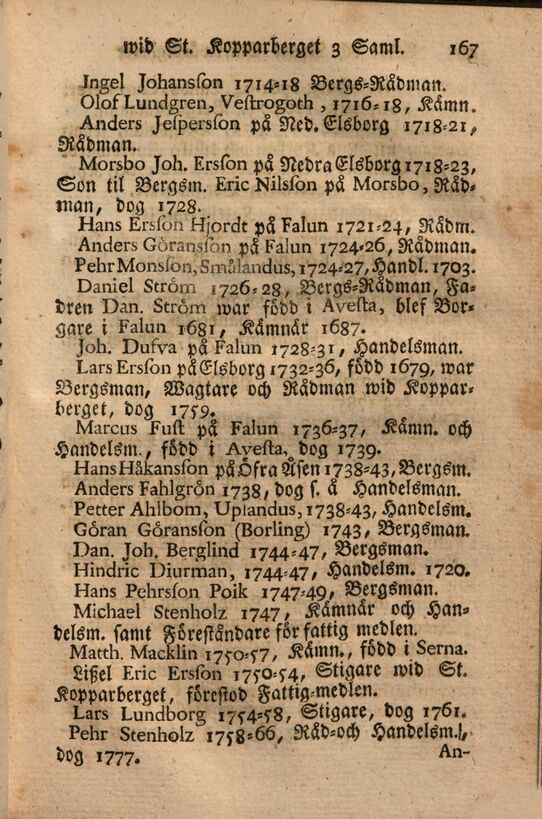 wid St. Kopparberget 3 Saml. 167
Ingel Johansson 1714-18 Bergs-Rådman.
Olof Lundgren, Vestrogoth, 1716-18, Kämn.
Anders Jespersson på Ned. Elsborg 1718-21,
Rådman.
Morsbo Joh. Ersson på Nedra Elsborg 1718-23,
Son til Bergsm. Eric Nilsson på Morsbo, Råd-
man, dog 1728.
Hans Ersson Hjordt på Falun 1721-24, Rådm.
Anders Göransson på Falun 1724-26, Rådman.
Pehr Monsson, Smålandus, 1724-27, Handl. 1703.
Daniel Ström 1726-28, Bergs-Rådman, Fa-
dren Dan. Ström war född i Avesta, blef Bor-
gare i Falun 1681, Kämnär 1687.
Joh. Dufva på Falun 1728-31, Handelsman.
Lars Ersson på Elsborg 1732-36, född 1679, war
Bergsman, Wagtare och Rådman wid Koppar-
berget, dog 1759.
Marcus Fust på Falun 1736-37, Kämn. och
Handelsm., född i Avesta, dog 1739.
Hans Håkansson på Öfra Åsen 1738-43, Bergsm.
Anders Fahlgrön 1738, dog s. å Handelsman.
Petter Ahlbom, Uplandus, 1738-43, Handelsm.
Göran Göransson (Borling) 1743, Bergsman.
Dan. Joh. Berglind 1744-47, Bergsman.
Hindric Diurman, 1744-47, Handelsm. 1720.
Hans Pehrsson Poik 1747-49, Bergsman.
Michael Stenholz 1747, Kämnär och Han-
delsm. samt Föreståndare för fattig medlen.
Matth. Macklin 1750-57, Kämn., född i Serna.
Lißel Eric Ersson 1750-54, Stigare wid St.
Kopparberget, förestod Fattig-medlen.
Lars Lundborg 1754-58, Stigare, dog 1761.
Pehr Stenholz 1758-66, Råd-och Handelsm.,
dog 1777. An-